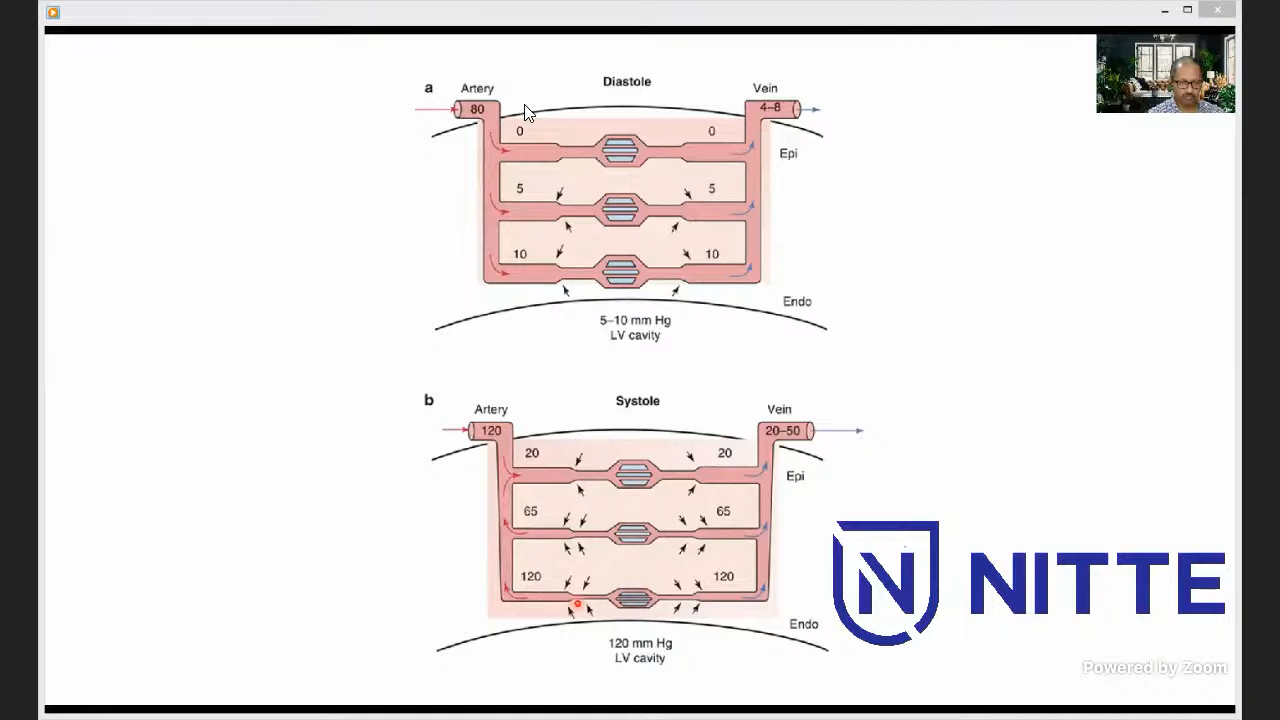 a
Artery
Diastole
Vein
80
4–8
0
0
Epi
5
5
10
10
Endo
5–10 mm Hg
LV cavity
b
Artery
Systole
Vein
120
20–50
20
20
Epi
65
65
120
120
Endo
120 mm Hg
LV cavity
N NITTE
Powered by Zoom